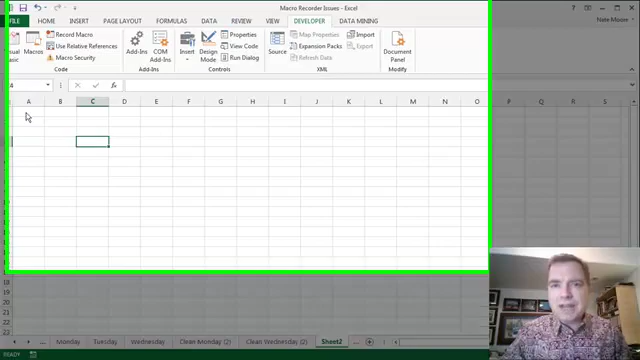 Macro Recorder Issues - Excel
Nate Moore
FILE HOME INSERT PAGE LAYOUT FORMULAS DATA REVIEW VIEW DEVELOPER DATA MINING
Record Macro Properties Map Properties Import
Use Relative References View Code Expansion Packs Export
Macros Macro Security Add-Ins COM Add-Ins Insert Design Mode Run Dialog Source Refresh Data Document Panel
Code Add-Ins Controls XML Modify
fx
A B C D E F G H I J K L M N O P Q R S
22
Monday Tuesday Wednesday Clean Monday (2) Clean Wednesday (2) Sheet2
READY